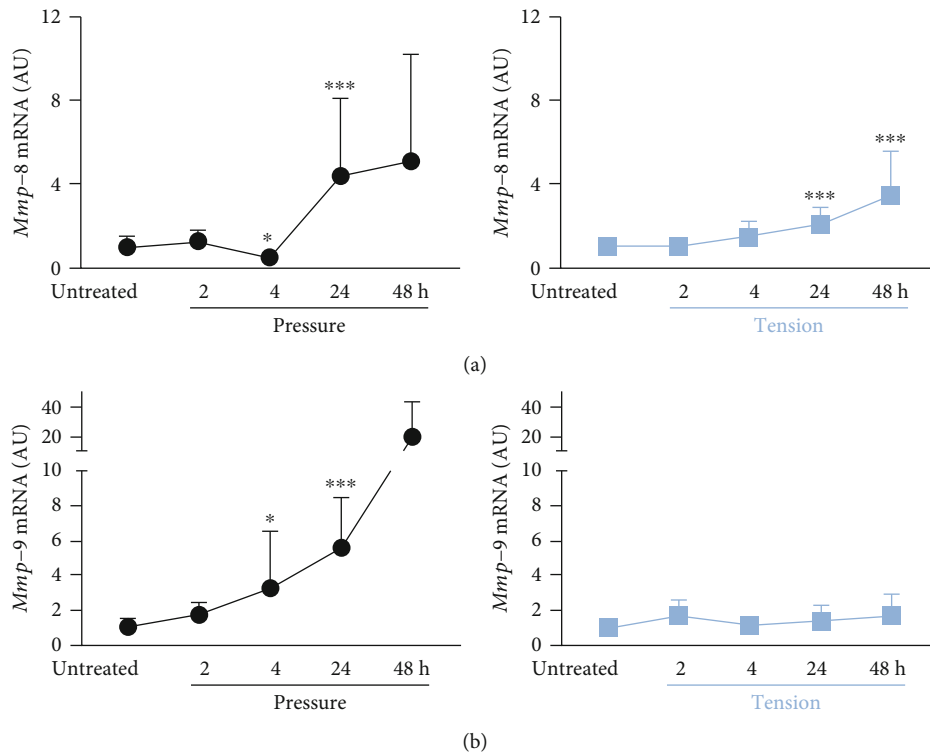 12
8
4
0
Mmp–8 mRNA (AU)
*
***
Untreated 2 4 24 48 h
Pressure
12
8
4
0
Mmp–8 mRNA (AU)
***
***
Untreated 2 4 24 48 h
Tension
(a)
40
20
10
8
6
4
2
0
Mmp–9 mRNA (AU)
*
***
Untreated 2 4 24 48 h
Pressure
40
20
10
8
6
4
2
0
Mmp–9 mRNA (AU)
Untreated 2 4 24 48 h
Tension
(b)